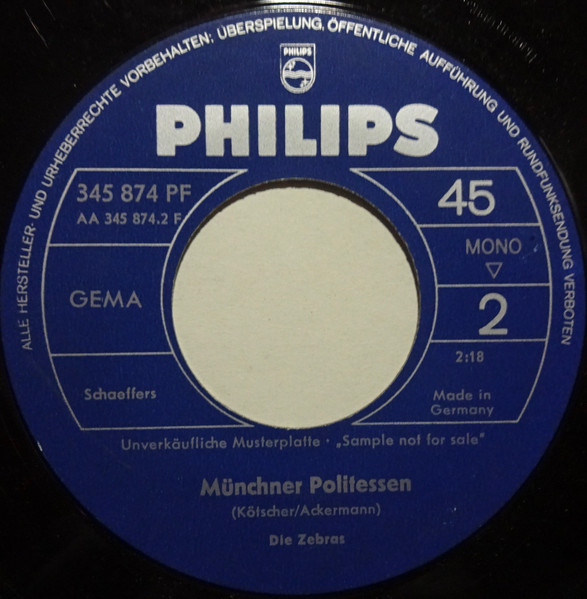 ALLE HERSTELLER- UND URHEBERRECHTE VORBEHALTEN; ÜBERSPIELUNG, ÖFFENTLICHE AUFFÜHRUNG UND RUNDFUNKSENDUNG VERBOTEN
PHILIPS
PHILIPS
345 874 PF
AA 345 874.2 F
45
MONO
GEMA
2
2:18
Schaeffers
Made in
Germany
Unverkäufliche Musterplatte · „Sample not for sale"
Münchner Politessen
(Kötscher/Ackermann)
Die Zebras